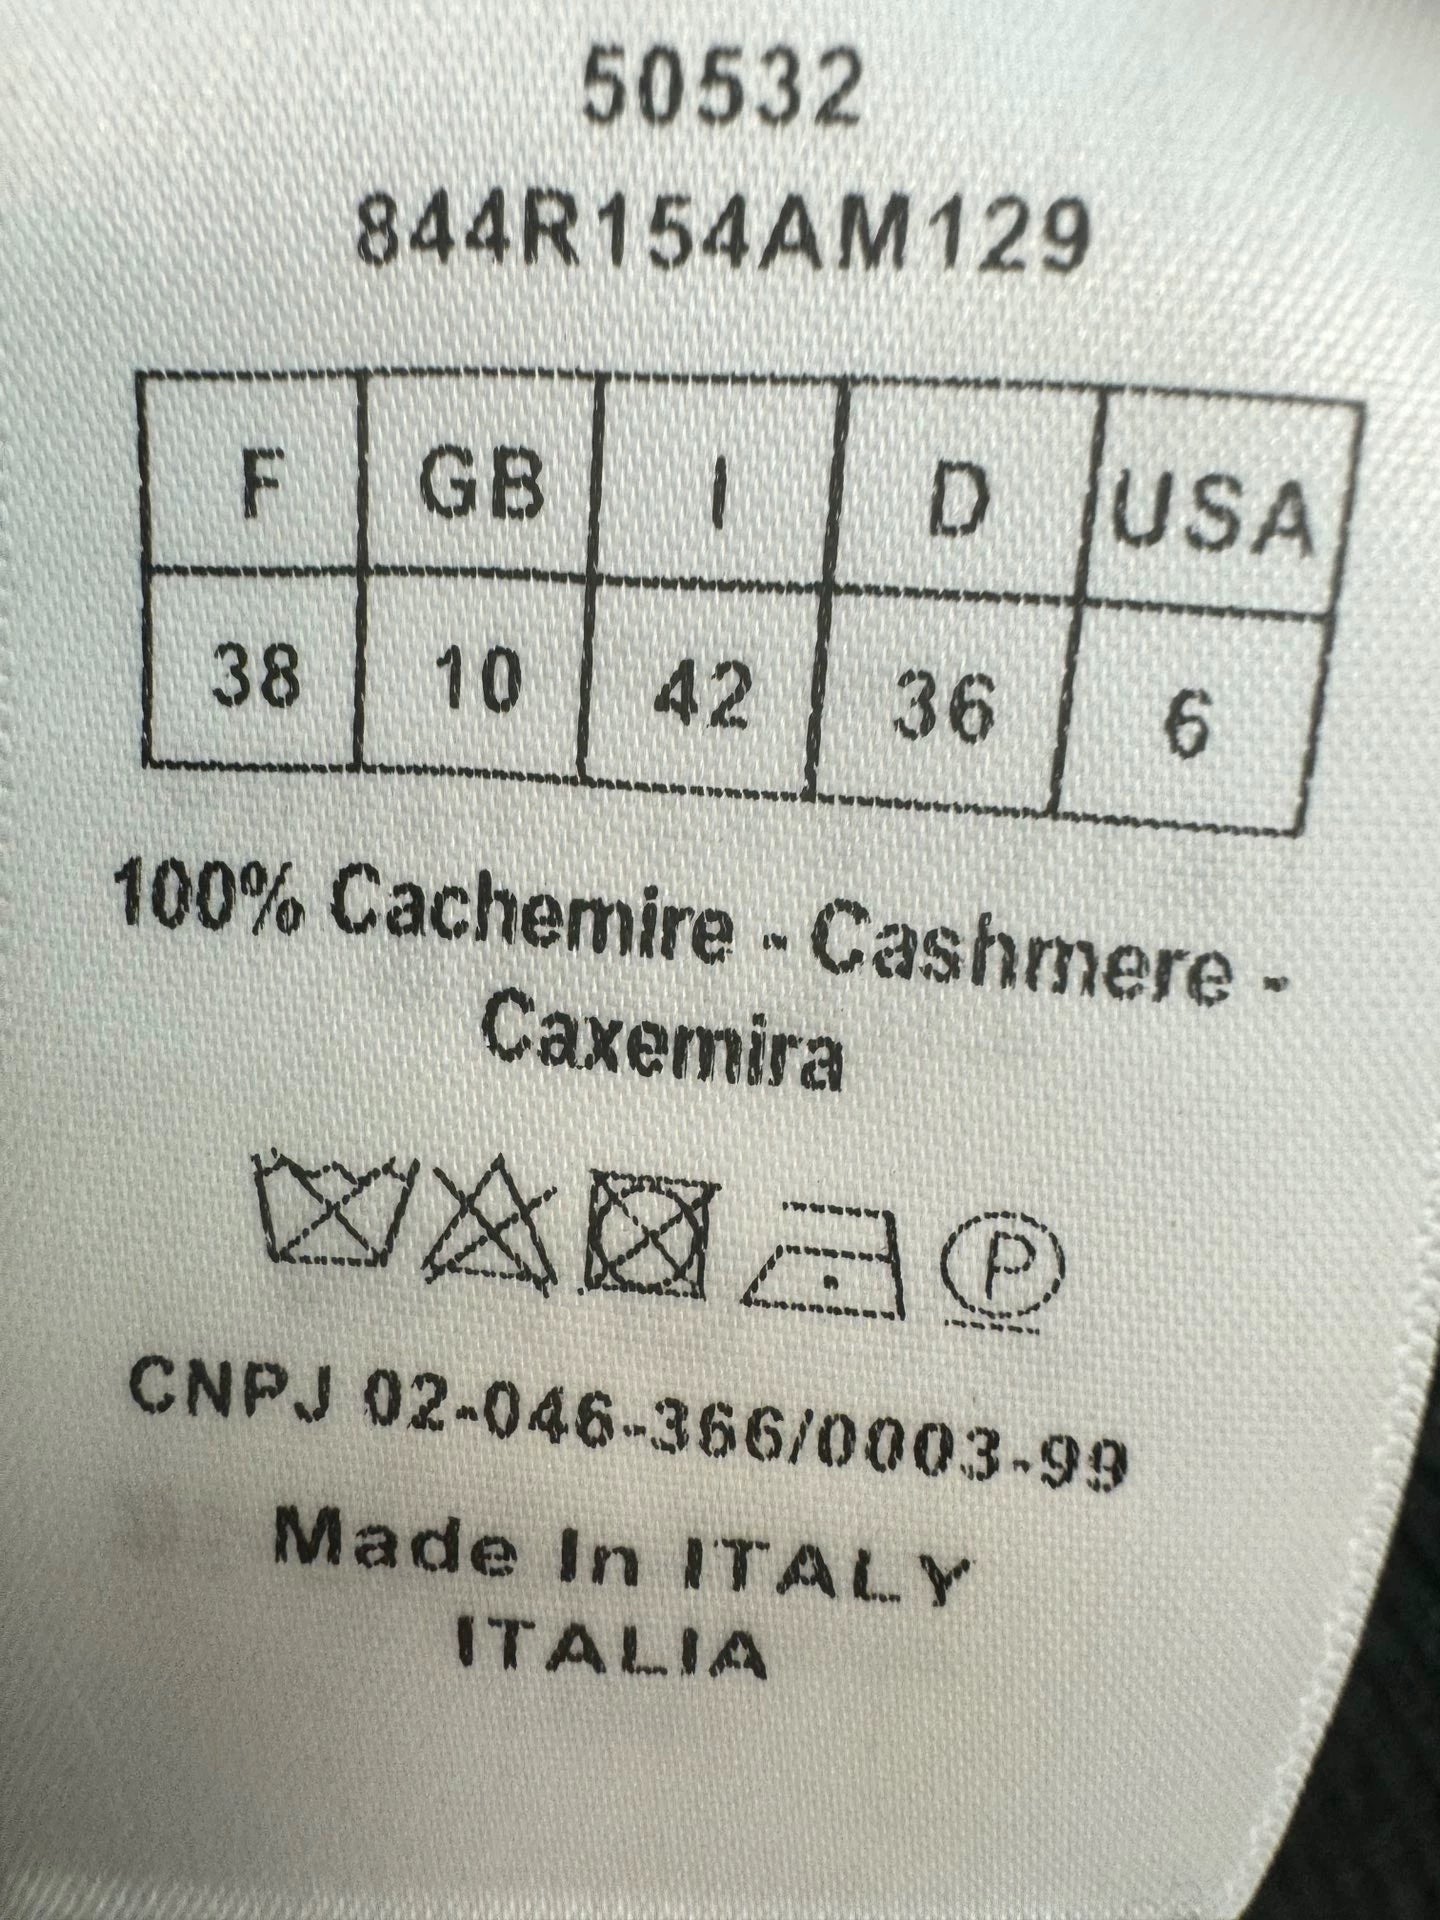 50532
844R154AM129
F GB I D USA
38 10 42 36 6
100% Cachemire - Cashmere -
Caxemira
P
CNPJ 02-046-366/0003-99
Made In ITALY
ITALIA